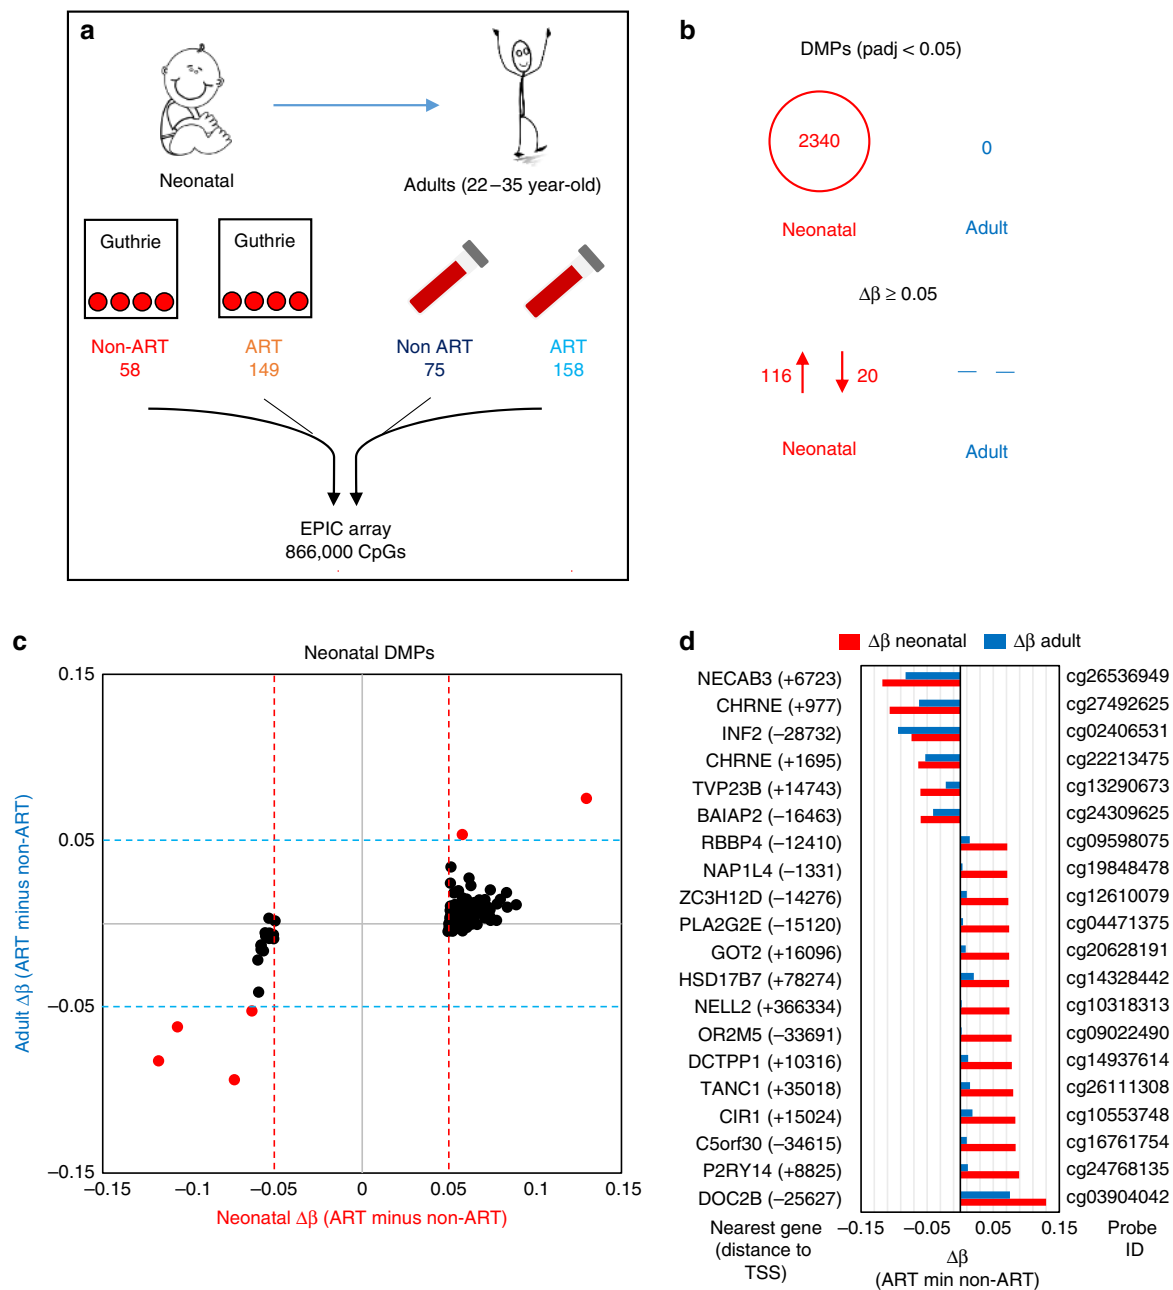 a
Neonatal
Adults (22–35 year-old)
Guthrie
Guthrie
Non-ART
58
ART
149
Non ART
75
ART
158
EPIC array
866,000 CpGs
b
DMPs (padj < 0.05)
2340
0
Neonatal
Adult
Δβ ≥ 0.05
116
20
— —
Neonatal
Adult
c
Neonatal DMPs
Adult Δβ (ART minus non-ART)
0.15
0.05
–0.05
–0.15
–0.15
–0.1
–0.05
0
0.05
0.1
0.15
Neonatal Δβ (ART minus non-ART)
d
Δβ neonatal
Δβ adult
NECAB3 (+6723) cg26536949
CHRNE (+977) cg27492625
INF2 (–28732) cg02406531
CHRNE (+1695) cg22213475
TVP23B (+14743) cg13290673
BAIAP2 (–16463) cg24309625
RBBP4 (–12410) cg09598075
NAP1L4 (–1331) cg19848478
ZC3H12D (–14276) cg12610079
PLA2G2E (–15120) cg04471375
GOT2 (+16096) cg20628191
HSD17B7 (+78274) cg14328442
NELL2 (+366334) cg10318313
OR2M5 (–33691) cg09022490
DCTPP1 (+10316) cg14937614
TANC1 (+35018) cg26111308
CIR1 (+15024) cg10553748
C5orf30 (–34615) cg16761754
P2RY14 (+8825) cg24768135
DOC2B (–25627) cg03904042
Nearest gene
(distance to
TSS)
–0.15
–0.05
0.05
0.15
Δβ
(ART min non-ART)
Probe
ID